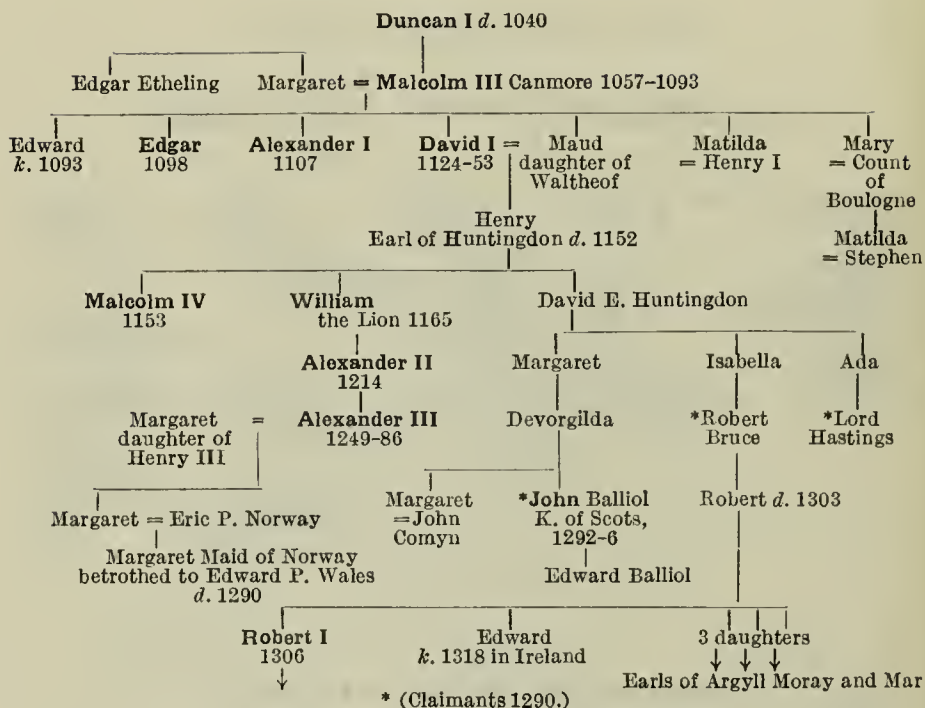 Duncan I d. 1040
Edgar Etheling Margaret = Malcolm III Canmore 1057–1093
Edward Edgar Alexander I David I = Maud Matilda Mary
k. 1093 1098 1107 1124-53 daughter of = Henry I = Count
Waltheof of
Boulogne
Henry
Earl of Huntingdon d. 1152
Matilda
= Stephen
Malcolm IV William David E. Huntingdon
1153 the Lion 1165
Alexander II Margaret Isabella Ada
1214
Margaret = Alexander III Devorgilda *Robert *Lord
daughter of 1249-86 Bruce Hastings
Henry III
Margaret = Eric P. Norway
Margaret *John Balliol Robert d. 1303
=John K. of Scots,
Comyn 1292-6
Margaret Maid of Norway
betrothed to Edward P. Wales
d. 1290
Edward Balliol
Robert I Edward 3 daughters
1306 k. 1318 in Ireland
Earls of Argyll Moray and Mar
* (Claimants 1290.)